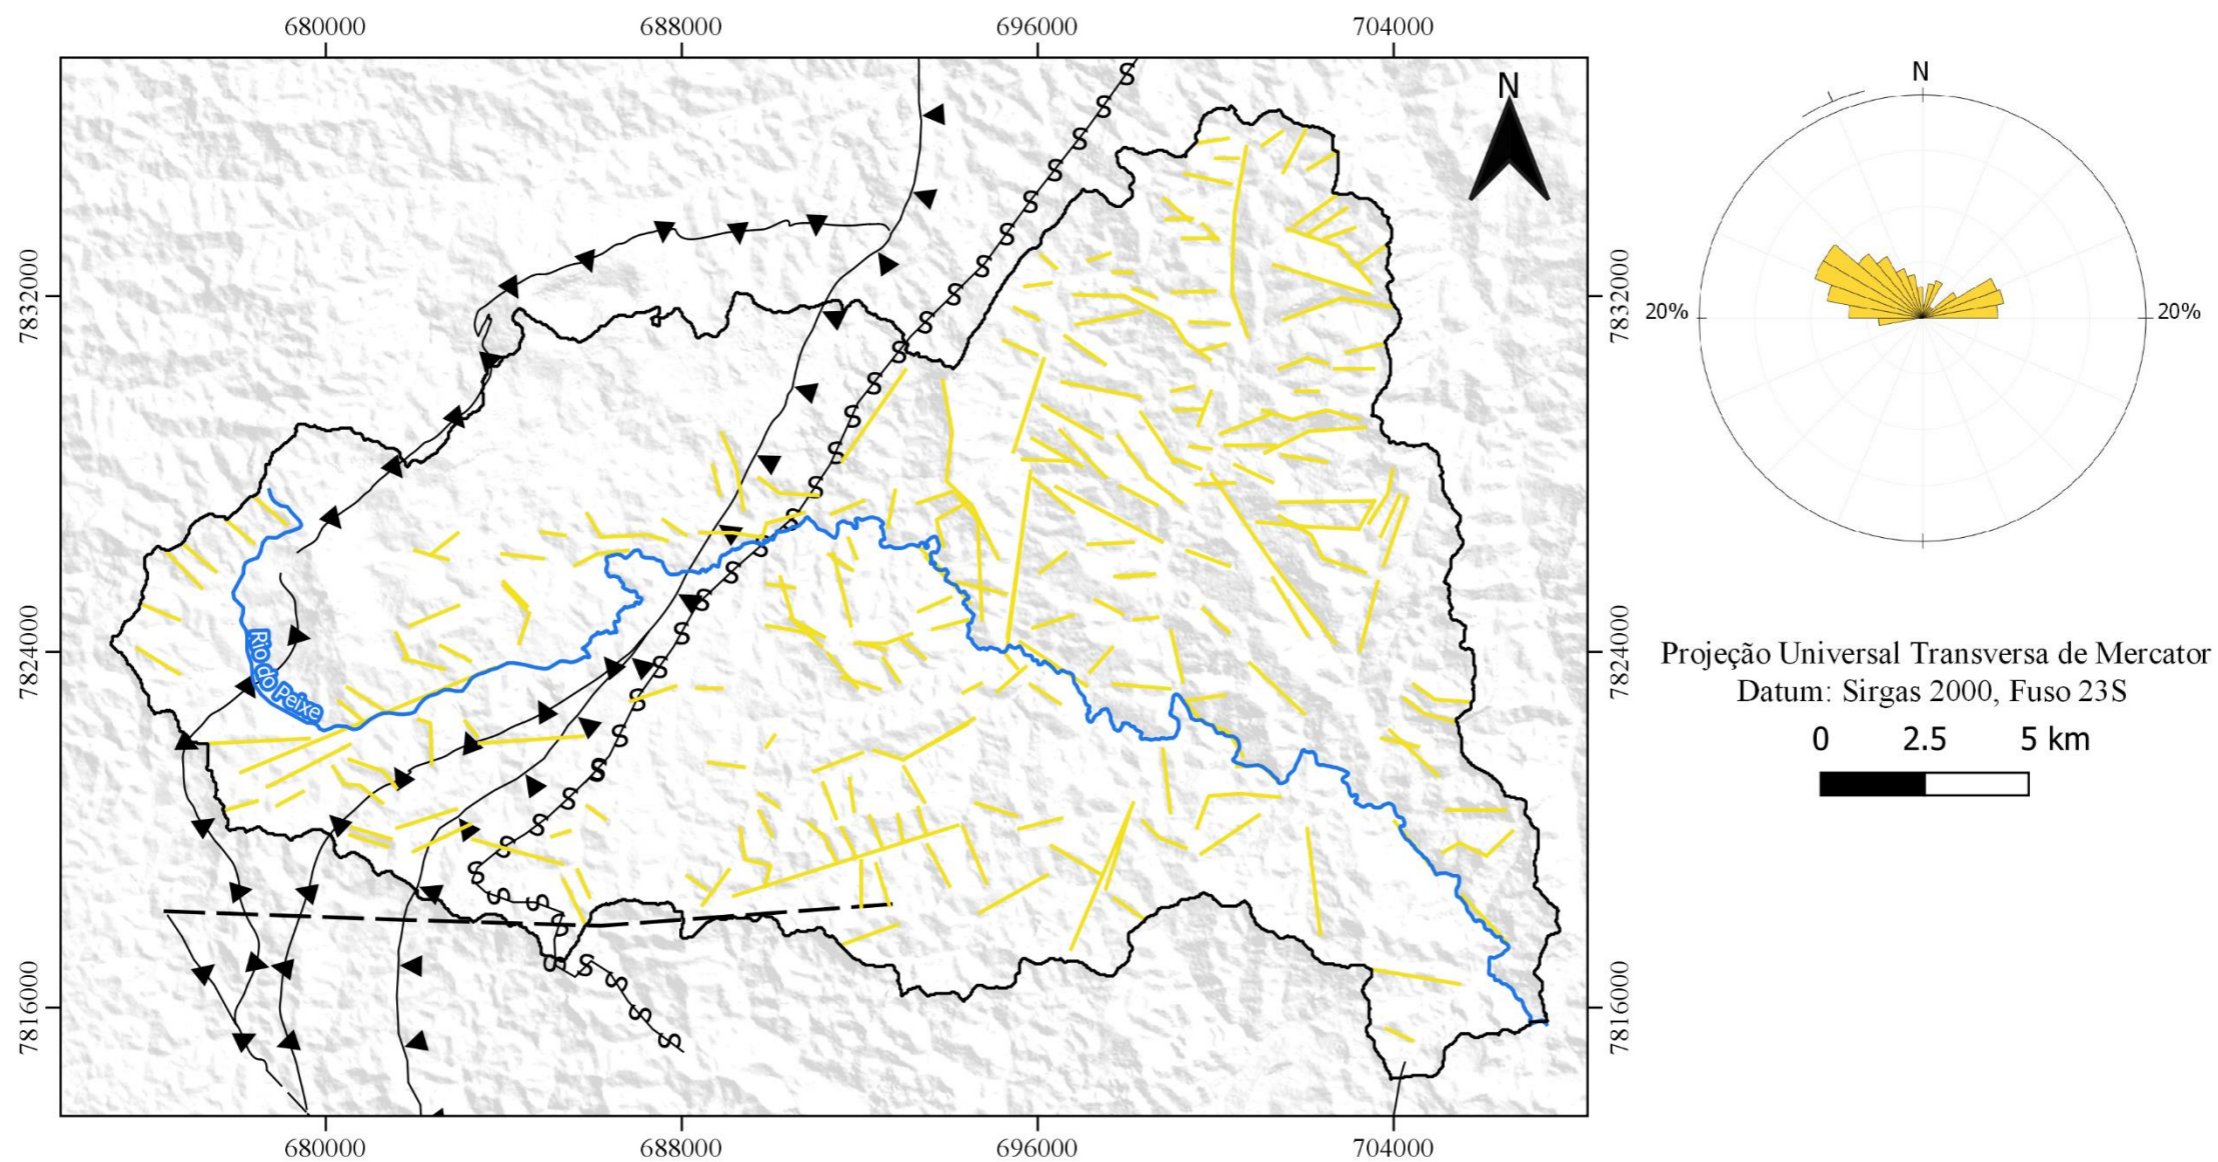 680000
688000
696000
704000
N
7832000
7832000
7824000
7824000
7816000
7816000
Rio do Peixe
680000
688000
696000
704000
N
20%
20%
Projeção Universal Transversa de Mercator
Datum: Sirgas 2000, Fuso 23S
0 2.5 5 km